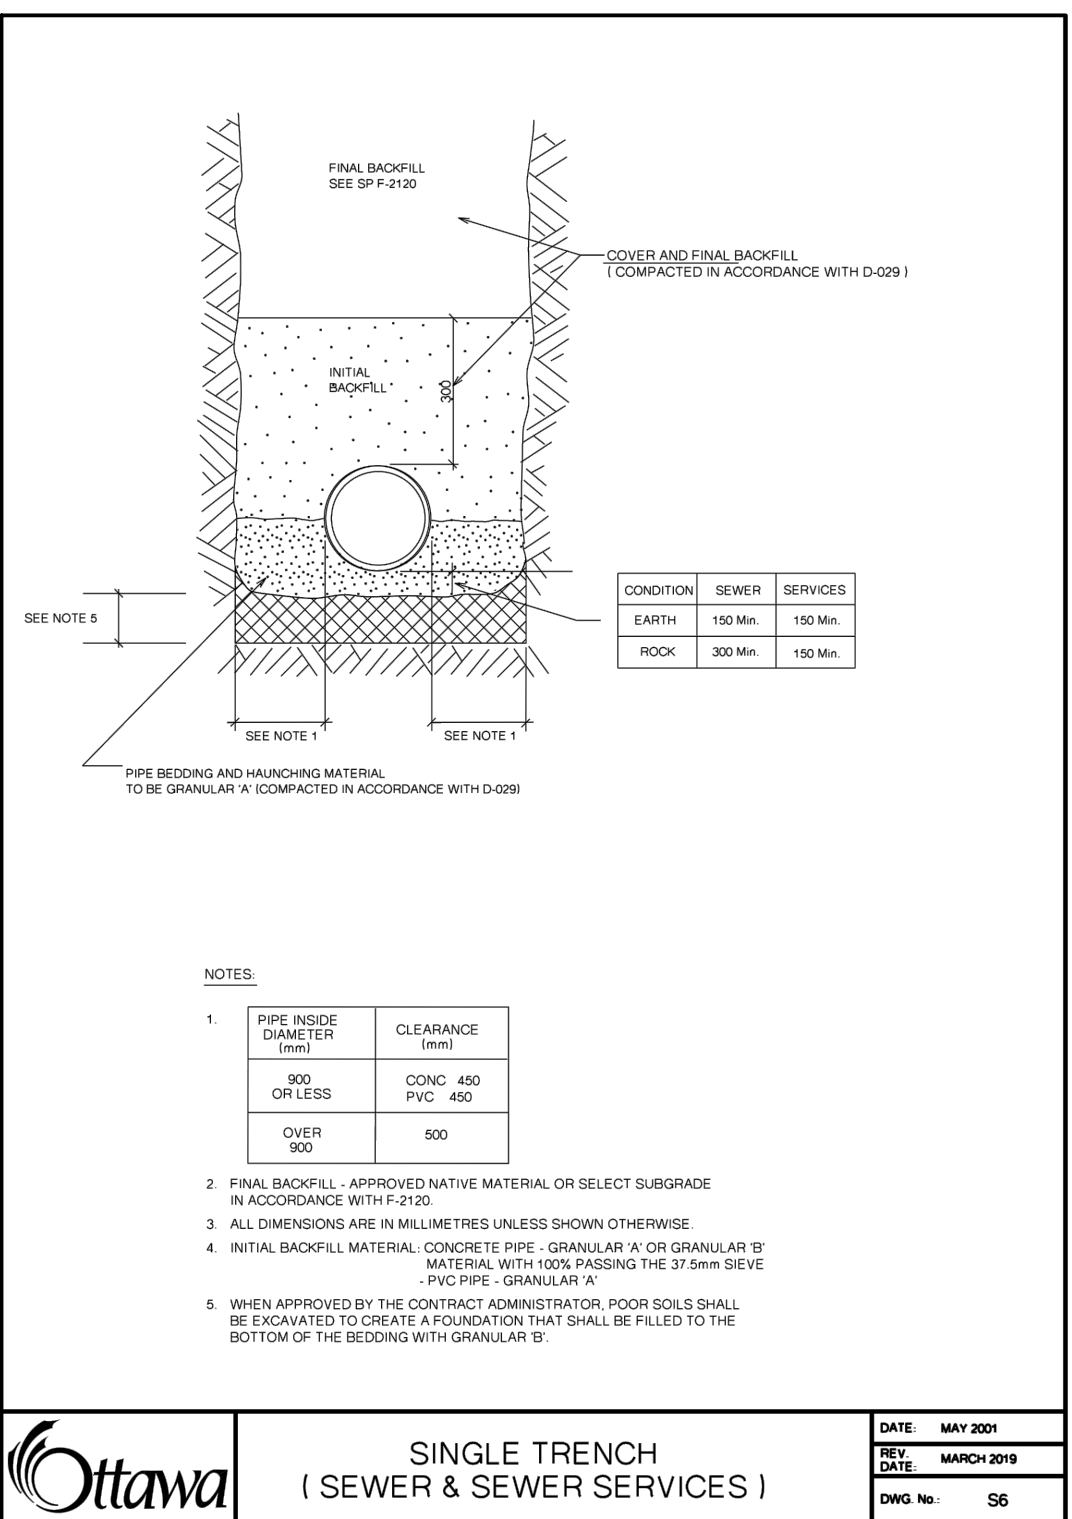 FINAL BACKFILL
SEE SP F-2120
COVER AND FINAL BACKFILL
( COMPACTED IN ACCORDANCE WITH D-029 )
INITIAL
BACKFILL
300
SEE NOTE 5
CONDITION SEWER SERVICES
EARTH 150 Min. 150 Min.
ROCK 300 Min. 150 Min.
SEE NOTE 1 SEE NOTE 1
PIPE BEDDING AND HAUNCHING MATERIAL
TO BE GRANULAR 'A' (COMPACTED IN ACCORDANCE WITH D-029)
NOTES:
1.
PIPE INSIDE
DIAMETER
(mm)
CLEARANCE
(mm)
900
OR LESS
CONC 450
PVC 450
OVER
900
500
2. FINAL BACKFILL - APPROVED NATIVE MATERIAL OR SELECT SUBGRADE
IN ACCORDANCE WITH F-2120.
3. ALL DIMENSIONS ARE IN MILLIMETRES UNLESS SHOWN OTHERWISE.
4. INITIAL BACKFILL MATERIAL: CONCRETE PIPE - GRANULAR 'A' OR GRANULAR 'B'
MATERIAL WITH 100% PASSING THE 37.5mm SIEVE
- PVC PIPE - GRANULAR 'A'
5. WHEN APPROVED BY THE CONTRACT ADMINISTRATOR, POOR SOILS SHALL
BE EXCAVATED TO CREATE A FOUNDATION THAT SHALL BE FILLED TO THE
BOTTOM OF THE BEDDING WITH GRANULAR 'B'.
Ottawa
SINGLE TRENCH
( SEWER & SEWER SERVICES )
DATE: MAY 2001
REV.
DATE: MARCH 2019
DWG. No.: S6